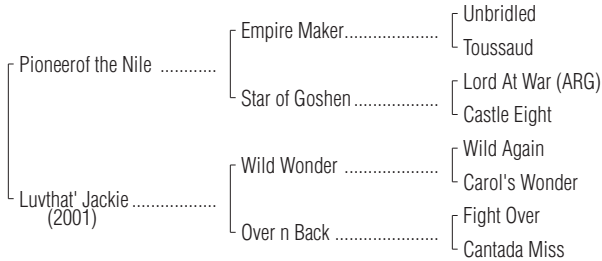 Unbridled
Empire Maker.....................
Toussaud
Pioneerof the Nile ............
Lord At War (ARG)
Star of Goshen...................
Castle Eight
Wild Again
Wild Wonder .....................
Carol's Wonder
Luvthat' Jackie..................
(2001)
Fight Over
Over n Back .......................
Cantada Miss